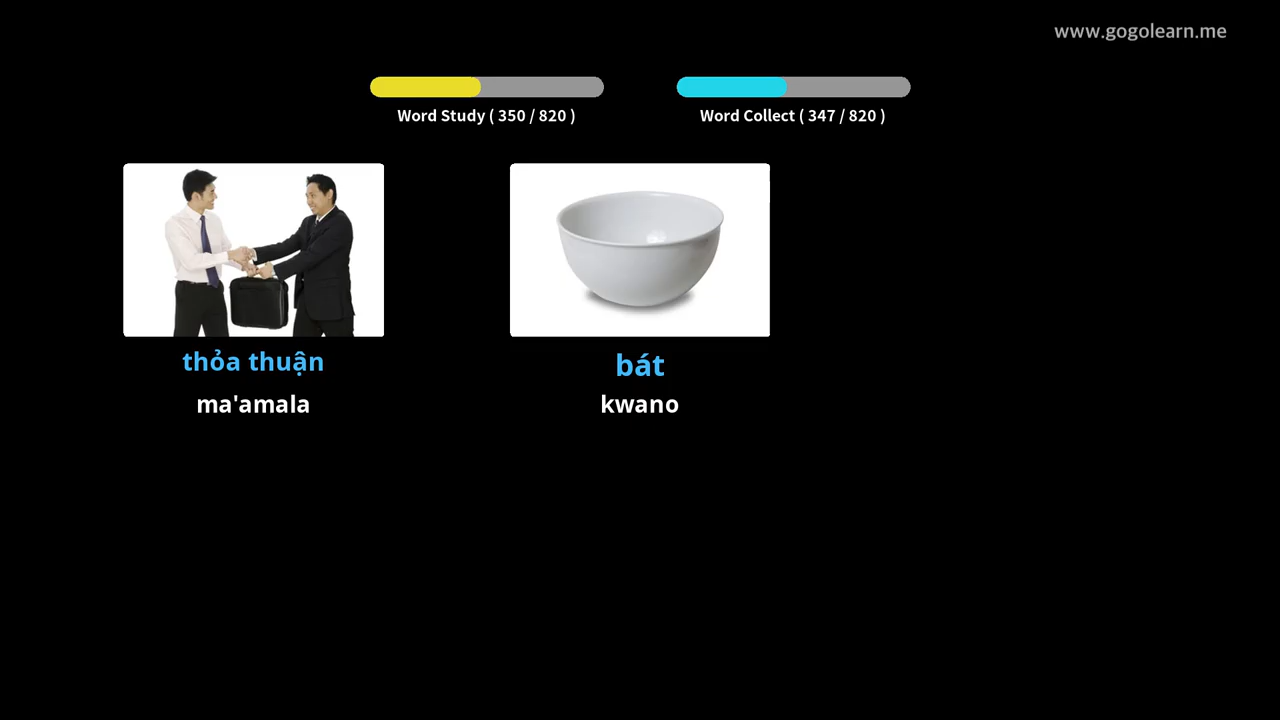 www.gogolearn.me
Word Study ( 350 / 820 )
Word Collect ( 347 / 820 )
thỏa thuận
ma'amala
bát
kwano